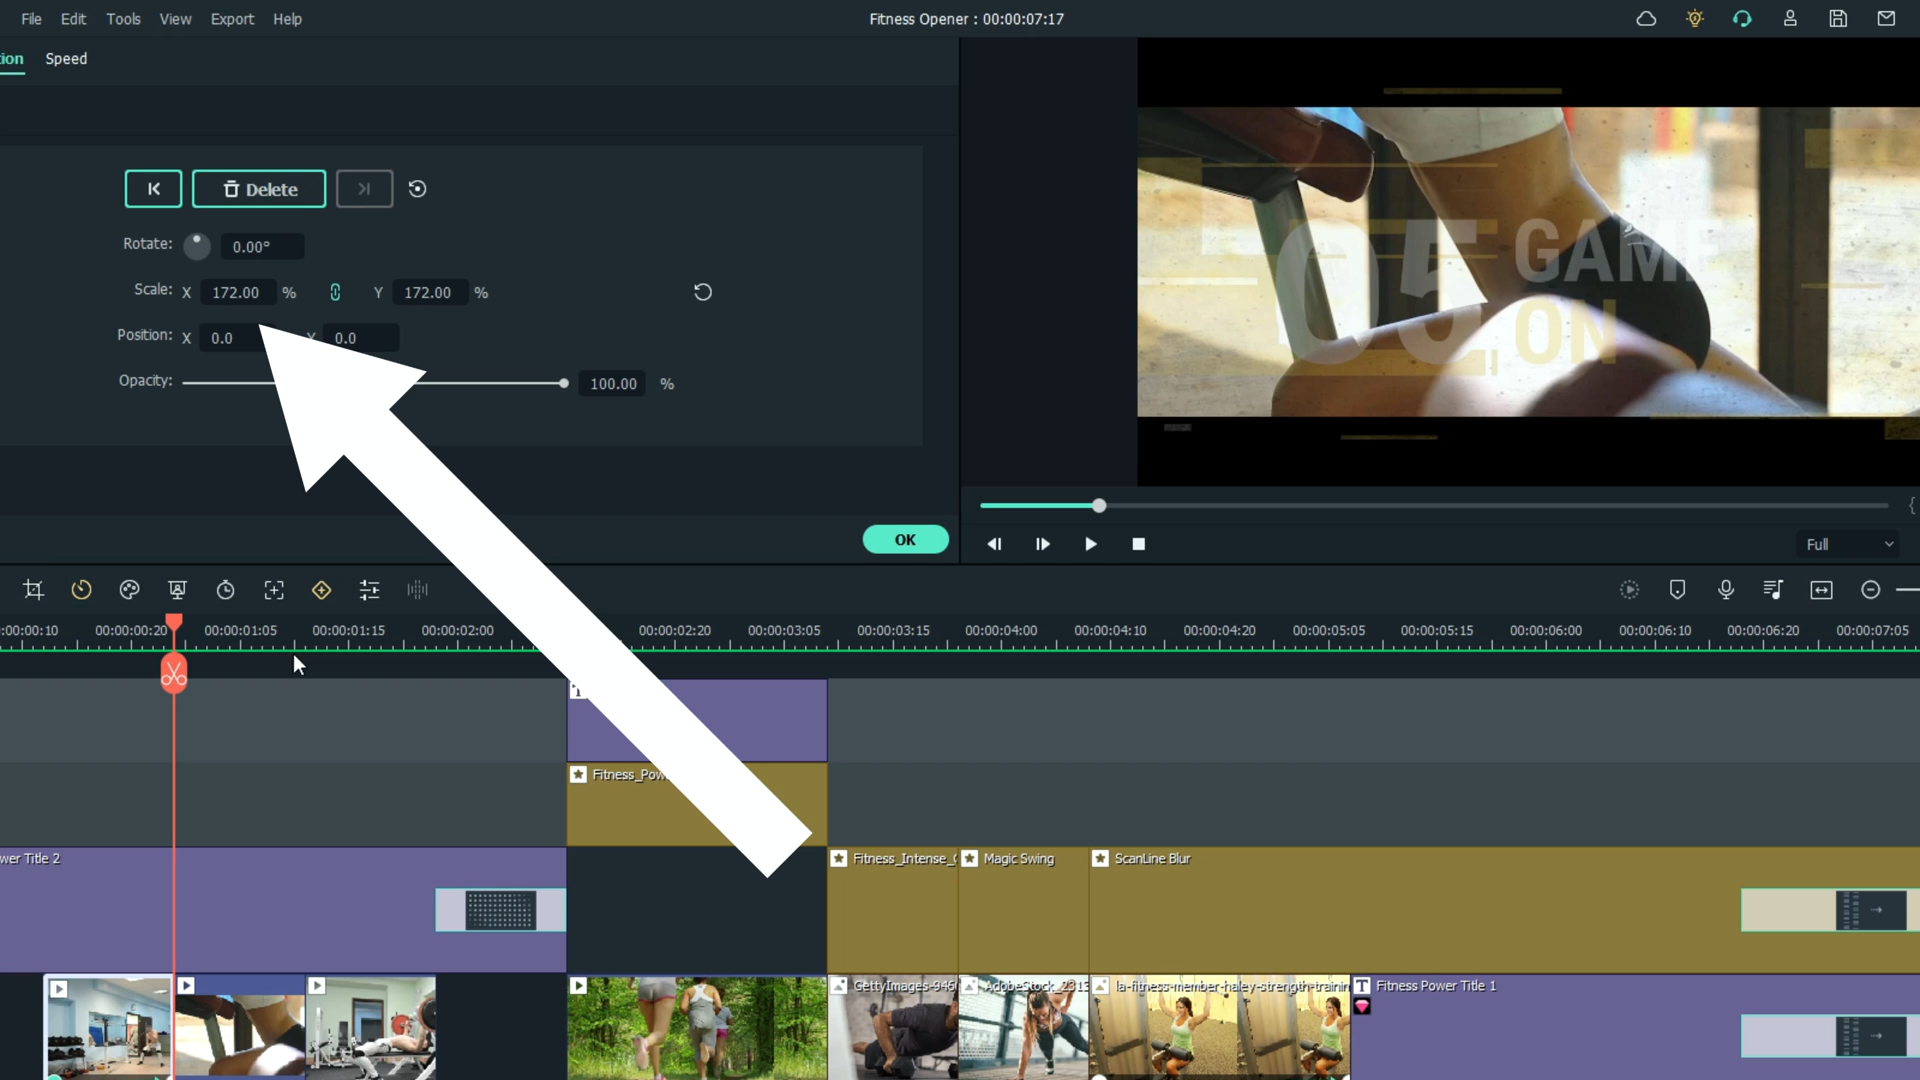 File Edit Tools View Export Help
Fitness Opener : 00:00:07:17
ion Speed
Delete
Rotate: 0.00°
Scale: X 172.00 % Y 172.00 %
Position: X 0.0 Y 0.0
Opacity: 100.00 %
OK
05 GAME
ON
Full
:00:00:10 00:00:00:20 00:00:01:05 00:00:01:15 00:00:02:00 00:00:02:20 00:00:03:05 00:00:03:15 00:00:04:00 00:00:04:10 00:00:04:20 00:00:05:05 00:00:05:15 00:00:06:00 00:00:06:10 00:00:06:20 00:00:07:05
Fitness_Pow
wer Title 2
Fitness_Intense_ Magic Swing ScanLine Blur
GettyImages-946 AdobeStock_2313 la-fitness-member-haley-strength-trainin Fitness Power Title 1